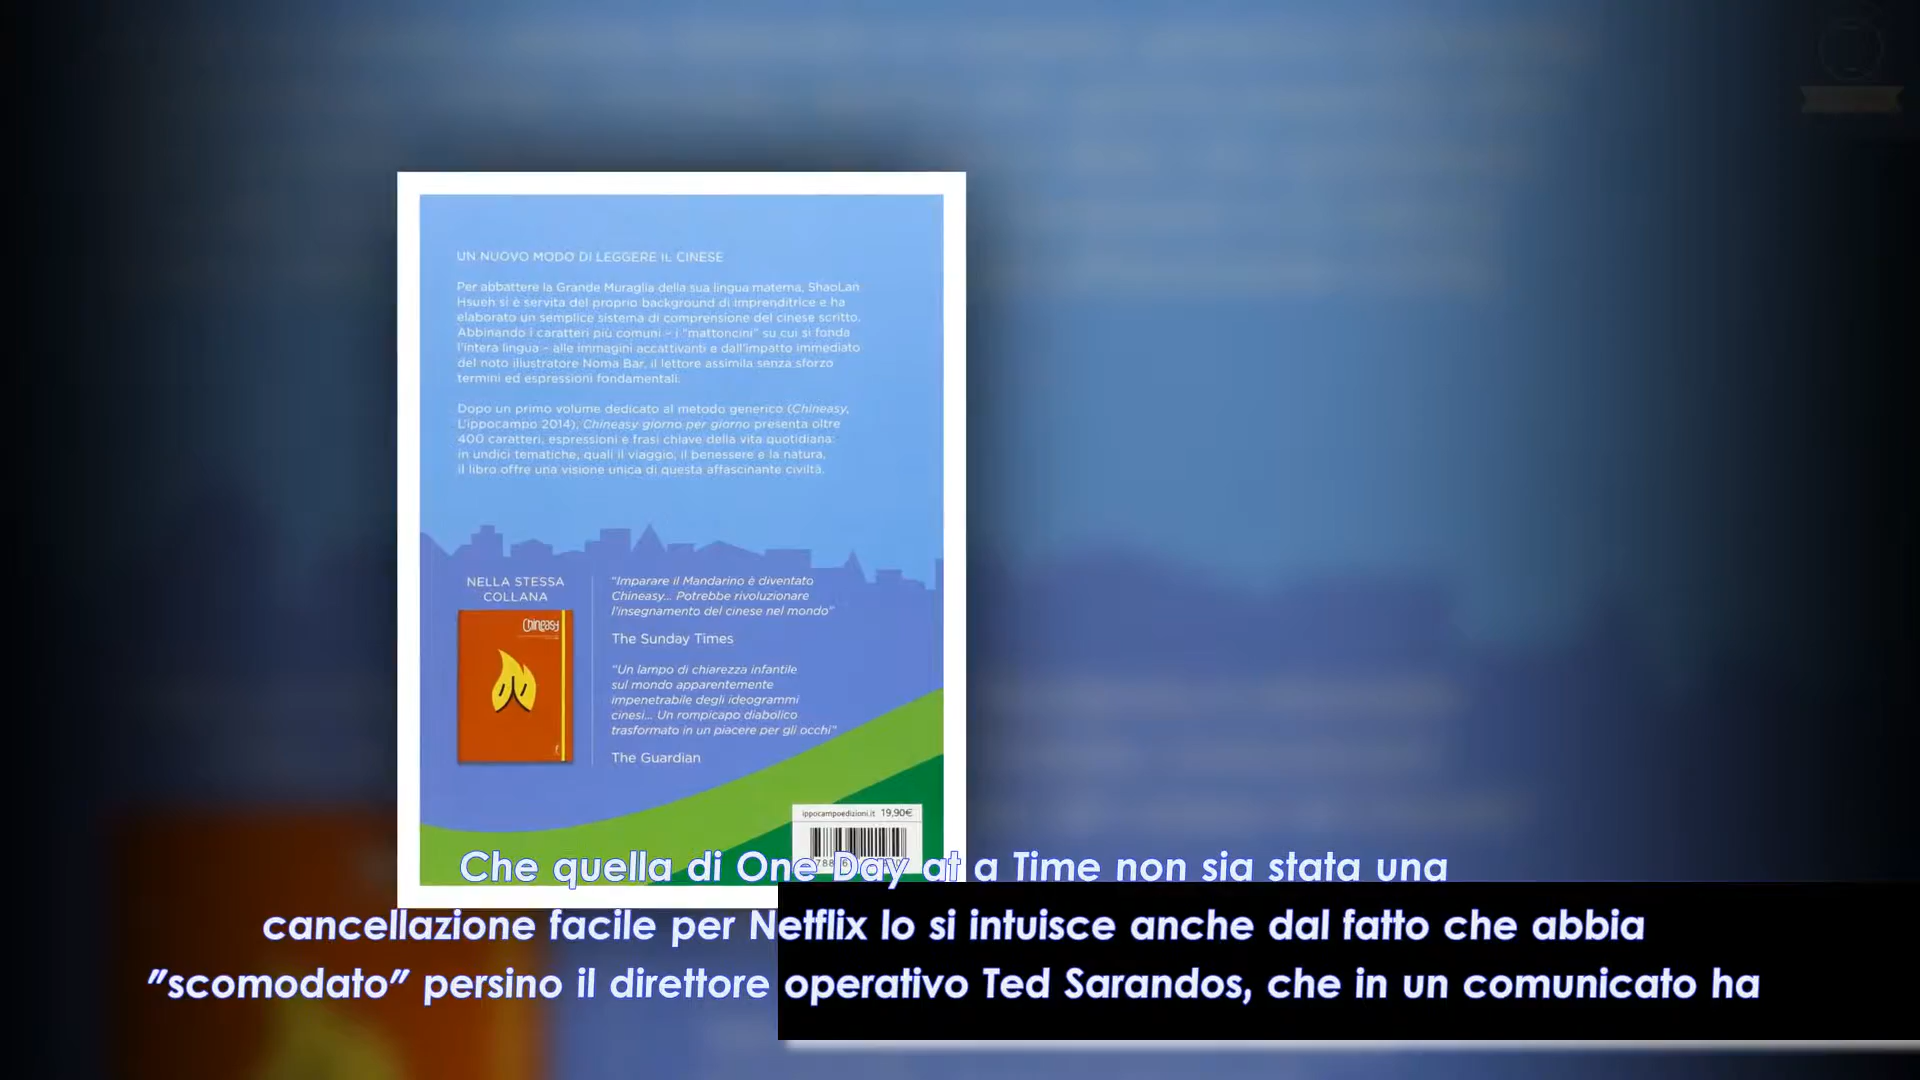 UN NUOVO MODO DI LEGGERE IL CINESE
Per abbattere la Grande Muraglia della sua lingua materna, ShaoLan
Hsueh si è servita del proprio background di imprenditrice e ha
elaborato un semplice sistema di comprensione del cinese scritto.
Abbinando i caratteri più comuni – i "mattoncini" su cui si fonda
l'intera lingua – alle immagini accattivanti e dall'impatto immediato
del noto illustratore Noma Bar, il lettore assimila senza sforzo
termini ed espressioni fondamentali.
Dopo un primo volume dedicato al metodo generico (Chineasy,
L'ippocampo 2014), Chineasy giorno per giorno presenta oltre
400 caratteri, espressioni e frasi chiave della vita quotidiana:
in undici tematiche, quali il viaggio, il benessere e la natura,
il libro offre una visione unica di questa affascinante civiltà.
NELLA STESSA
COLLANA
Chineasy
"Imparare il Mandarino è diventato
Chineasy... Potrebbe rivoluzionare
l'insegnamento del cinese nel mondo"
The Sunday Times
"Un lampo di chiarezza infantile
sul mondo apparentemente
impenetrabile degli ideogrammi
cinesi... Un rompicapo diabolico
trasformato in un piacere per gli occhi"
The Guardian
ippocampoedizioni.it 19,90€
Che quella di One Day at a Time non sia stata una
cancellazione facile per Netflix lo si intuisce anche dal fatto che abbia
"scomodato" persino il direttore operativo Ted Sarandos, che in un comunicato ha